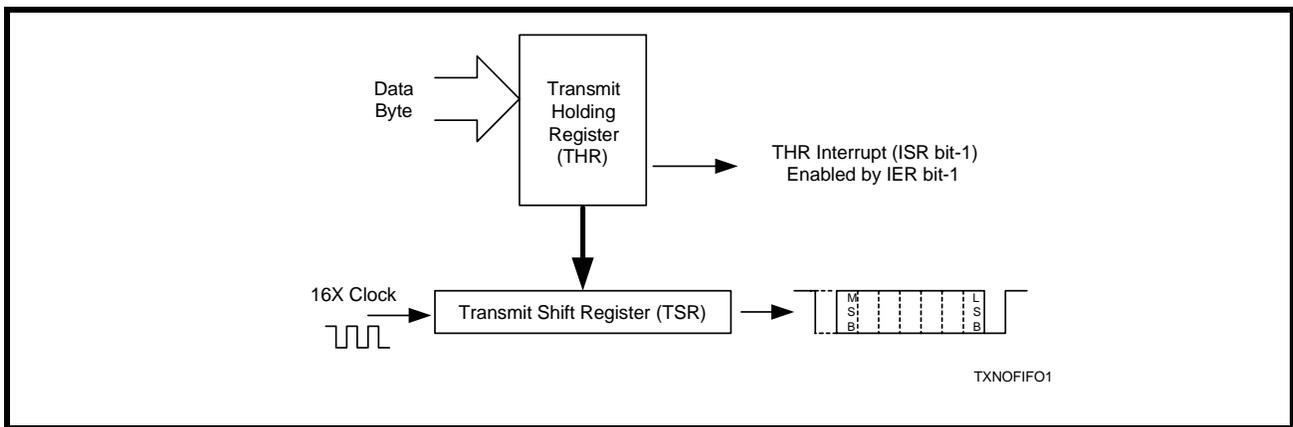 Data
Byte
Transmit
Holding
Register
(THR)
THR Interrupt (ISR bit-1)
Enabled by IER bit-1
16X Clock
Transmit Shift Register (TSR)
M
S
B
L
S
B
TXNOFIFO1